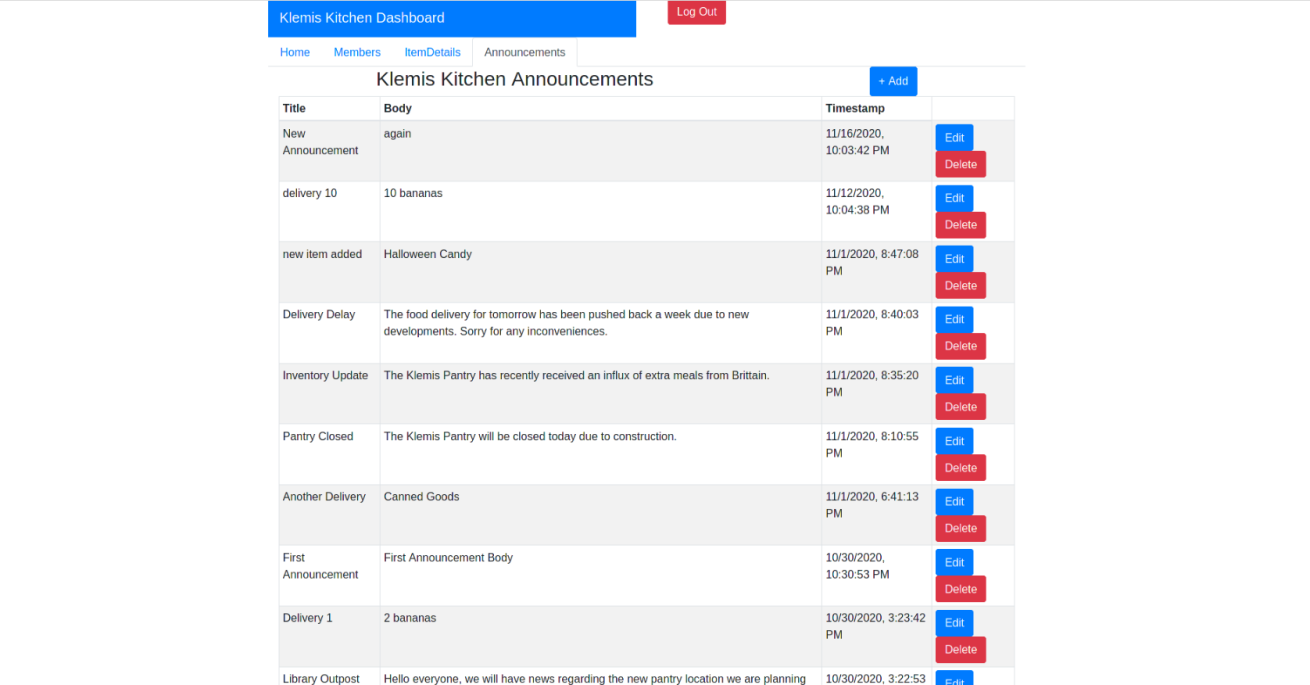 Klemis Kitchen Dashboard
Log Out
Home Members ItemDetails Announcements
Klemis Kitchen Announcements
+ Add
Title Body Timestamp
New Announcement
again
11/16/2020,
10:03:42 PM
Edit
Delete
delivery 10
10 bananas
11/12/2020,
10:04:38 PM
Edit
Delete
new item added
Halloween Candy
11/1/2020, 8:47:08
PM
Edit
Delete
Delivery Delay
The food delivery for tomorrow has been pushed back a week due to new
developments. Sorry for any inconveniences.
11/1/2020, 8:40:03
PM
Edit
Delete
Inventory Update
The Klemis Pantry has recently received an influx of extra meals from Brittain.
11/1/2020, 8:35:20
PM
Edit
Delete
Pantry Closed
The Klemis Pantry will be closed today due to construction.
11/1/2020, 8:10:55
PM
Edit
Delete
Another Delivery
Canned Goods
11/1/2020, 6:41:13
PM
Edit
Delete
First
Announcement
First Announcement Body
10/30/2020,
10:30:53 PM
Edit
Delete
Delivery 1
2 bananas
10/30/2020, 3:23:42
PM
Edit
Delete
Library Outpost
Hello everyone, we will have news regarding the new pantry location we are planning
10/30/2020, 3:22:53
Edit